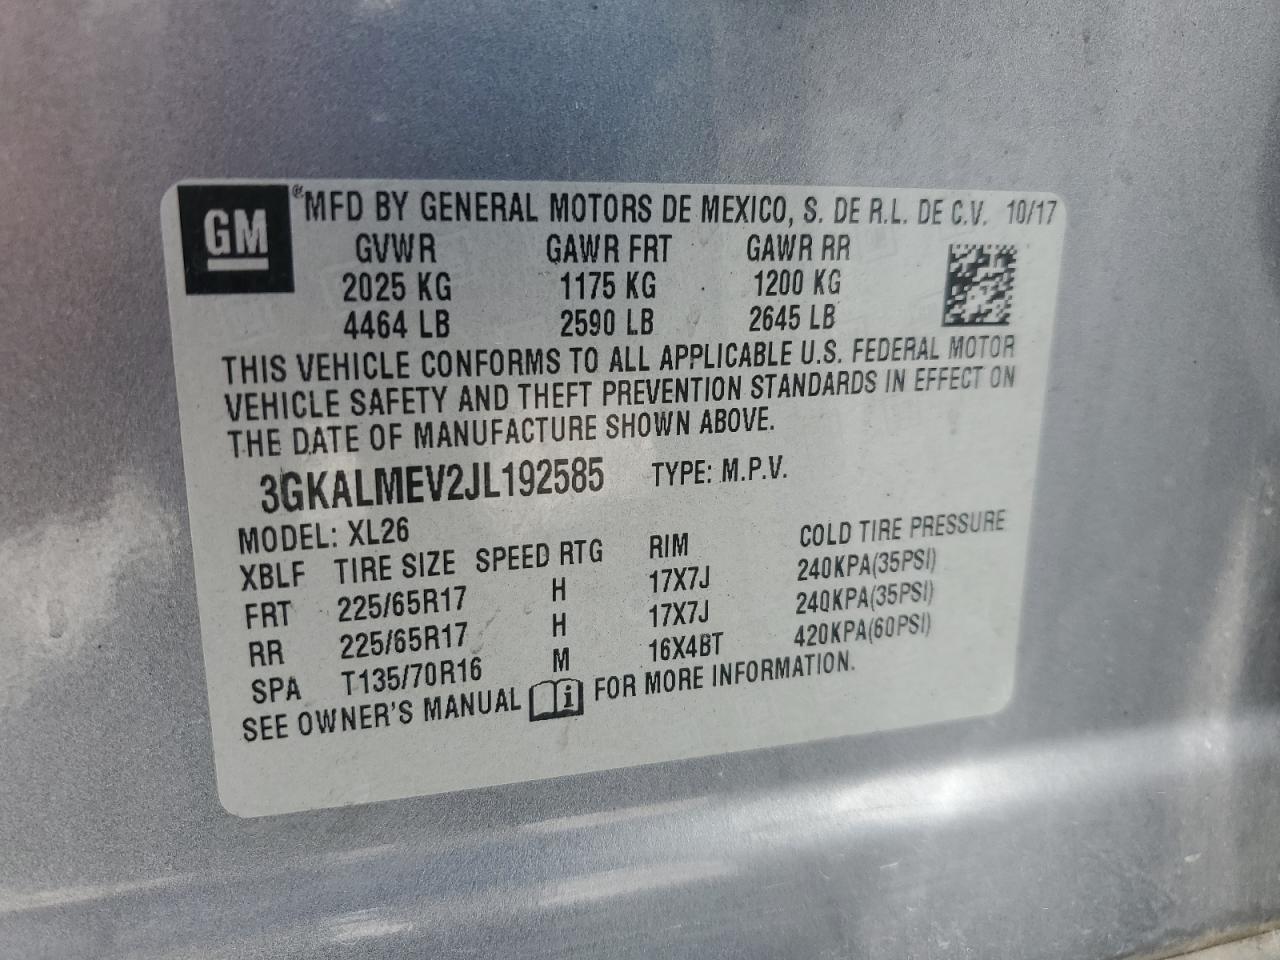 GM
® MFD BY GENERAL MOTORS DE MEXICO, S. DE R.L. DE C.V. 10/17
GVWR GAWR FRT GAWR RR
2025 KG 1175 KG 1200 KG
4464 LB 2590 LB 2645 LB
THIS VEHICLE CONFORMS TO ALL APPLICABLE U.S. FEDERAL MOTOR
VEHICLE SAFETY AND THEFT PREVENTION STANDARDS IN EFFECT ON
THE DATE OF MANUFACTURE SHOWN ABOVE.
3GKALMEV2JL192585 TYPE: M.P.V.
MODEL: XL26
XBLF TIRE SIZE SPEED RTG RIM COLD TIRE PRESSURE
FRT 225/65R17 H 17X7J 240KPA(35PSI)
RR 225/65R17 H 17X7J 240KPA(35PSI)
SPA T135/70R16 M 16X4BT 420KPA(60PSI)
SEE OWNER'S MANUAL i FOR MORE INFORMATION.